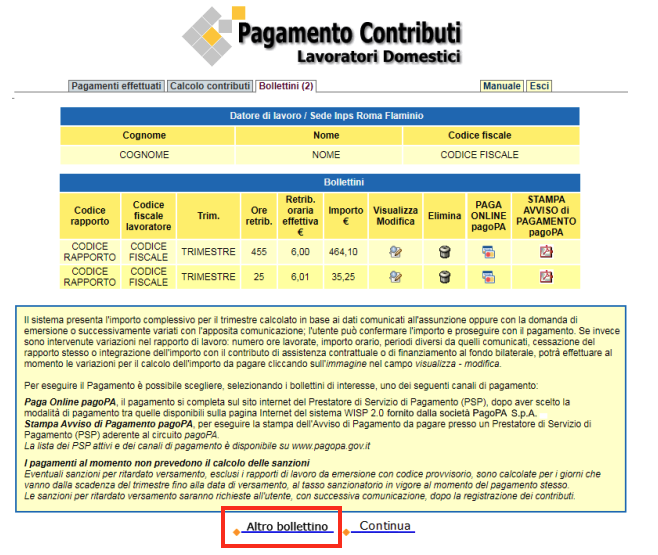 Pagamento Contributi
Lavoratori Domestici
Pagamenti effettuati Calcolo contributi Bollettini (2) Manuale Esci
Datore di lavoro / Sede Inps Roma Flaminio
Cognome Nome Codice fiscale
COGNOME NOME CODICE FISCALE
Bollettini
Codice rapporto Codice fiscale lavoratore Trim. Ore retrib. Retrib. oraria effettiva € Importo € Visualizza Modifica Elimina PAGA ONLINE pagoPA STAMPA AVVISO di PAGAMENTO pagoPA
CODICE RAPPORTO CODICE FISCALE TRIMESTRE 455 6,00 464,10
CODICE RAPPORTO CODICE FISCALE TRIMESTRE 25 6,01 35,25
Il sistema presenta l'importo complessivo per il trimestre calcolato in base ai dati comunicati all'assunzione oppure con la domanda di
emersione o successivamente variati con l'apposita comunicazione; l'utente può confermare l'importo e proseguire con il pagamento. Se invece
sono intervenute variazioni nel rapporto di lavoro: numero ore lavorate, importo orario, periodi diversi da quelli comunicati, cessazione del
rapporto stesso o integrazione dell'importo con il contributo di assistenza contrattuale o di finanziamento al fondo bilaterale, potrà effettuare al
momento le variazioni per il calcolo dell'importo da pagare cliccando sull'immagine nel campo visualizza - modifica.
Per eseguire il Pagamento è possibile scegliere, selezionando i bollettini di interesse, uno dei seguenti canali di pagamento:
Paga Online pagoPA, il pagamento si completa sul sito internet del Prestatore di Servizio di Pagamento (PSP), dopo aver scelto la
modalità di pagamento tra quelle disponibili sulla pagina Internet del sistema WISP 2.0 fornito dalla società PagoPA S.p.A.
Stampa Avviso di Pagamento pagoPA, per eseguire la stampa dell'Avviso di Pagamento da pagare presso un Prestatore di Servizio di
Pagamento (PSP) aderente al circuito pagoPA.
La lista dei PSP attivi e dei canali di pagamento è disponibile su www.pagopa.gov.it
I pagamenti al momento non prevedono il calcolo delle sanzioni
Eventuali sanzioni per ritardato versamento, esclusi i rapporti di lavoro da emersione con codice provvisorio, sono calcolate per i giorni che
vanno dalla scadenza del trimestre fino alla data di versamento, al tasso sanzionatorio in vigore al momento del pagamento stesso.
Le sanzioni per ritardato versamento saranno richieste all'utente, con successiva comunicazione, dopo la registrazione dei contributi.
Altro bollettino Continua